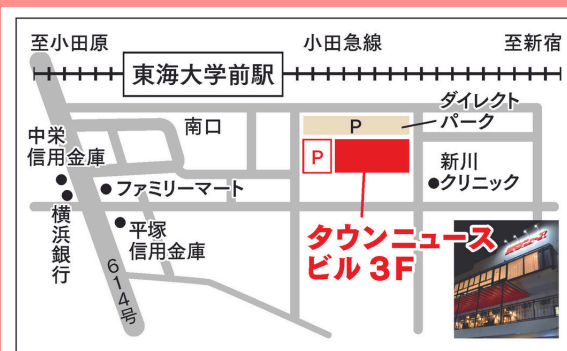 至小田原
小田急線
至新宿
東海大学前駅
ダイレクト
パーク
南口
P
中栄
信用金庫
P
新川
クリニック
ファミリーマート
横浜銀行
平塚
信用金庫
タウンニュース
ビル 3F
614号